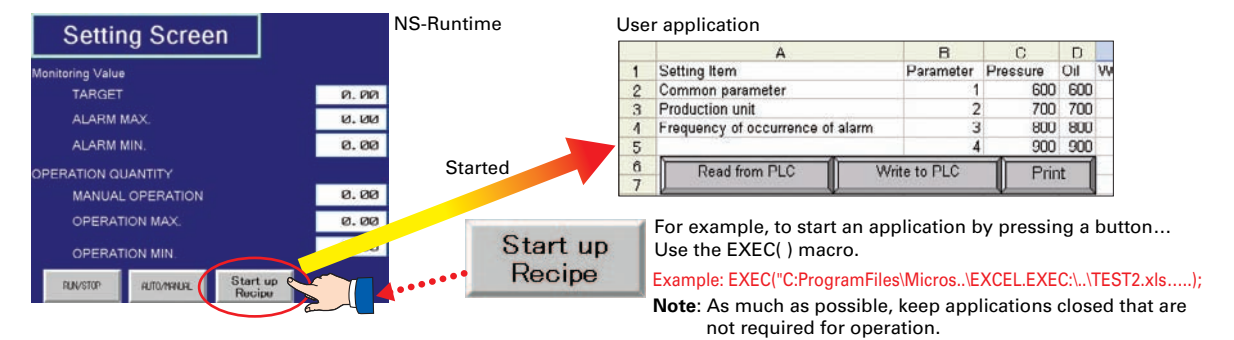 Setting Screen
NS-Runtime
Monitoring Value
TARGET 0.00
ALARM MAX. 0.00
ALARM MIN. 0.00
OPERATION QUANTITY
MANUAL OPERATION 0.00
OPERATION MAX. 0.00
OPERATION MIN.
RUN/STOP AUTO/MANUAL Start up
Recipe
Started
User application
A B C D
1 Setting Item Parameter Pressure Oil W
2 Common parameter 1 600 600
3 Production unit 2 700 700
4 Frequency of occurrence of alarm 3 800 800
5 4 900 900
6
7
Read from PLC Write to PLC Print
Start up
Recipe
For example, to start an application by pressing a button…
Use the EXEC( ) macro.
Example: EXEC("C:ProgramFiles\Micros..\EXCEL.EXEC:\..\TEST2.xls.....);
Note: As much as possible, keep applications closed that are
not required for operation.